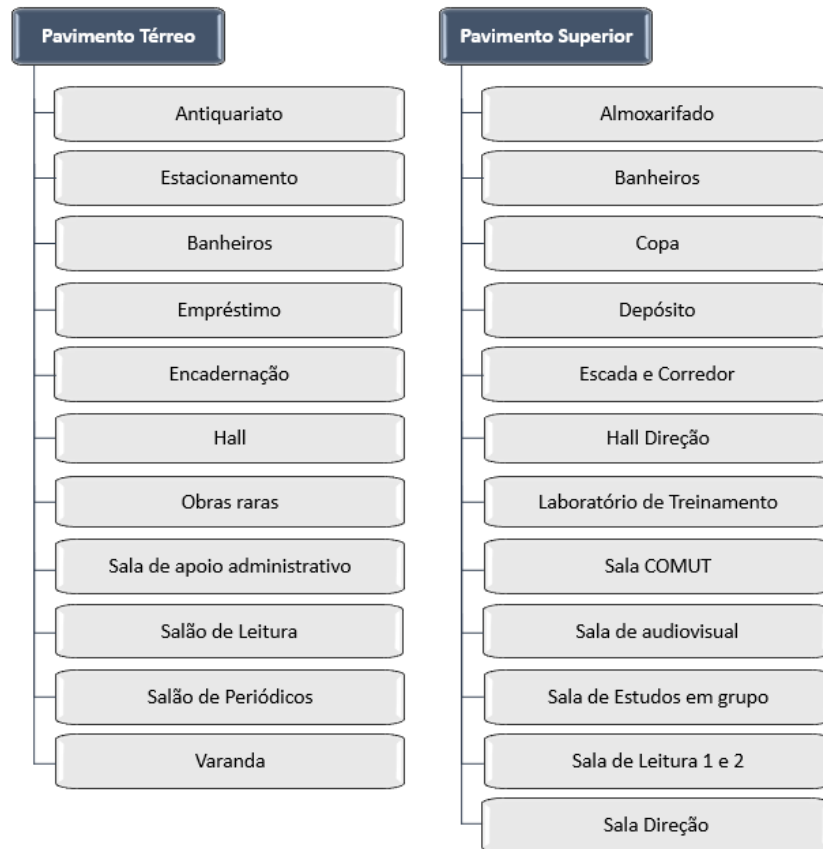 Pavimento Térreo
Antiquariato
Estacionamento
Banheiros
Empréstimo
Encadernação
Hall
Obras raras
Sala de apoio administrativo
Salão de Leitura
Salão de Periódicos
Varanda
Pavimento Superior
Almoxarifado
Banheiros
Copa
Depósito
Escada e Corredor
Hall Direção
Laboratório de Treinamento
Sala COMUT
Sala de audiovisual
Sala de Estudos em grupo
Sala de Leitura 1 e 2
Sala Direção